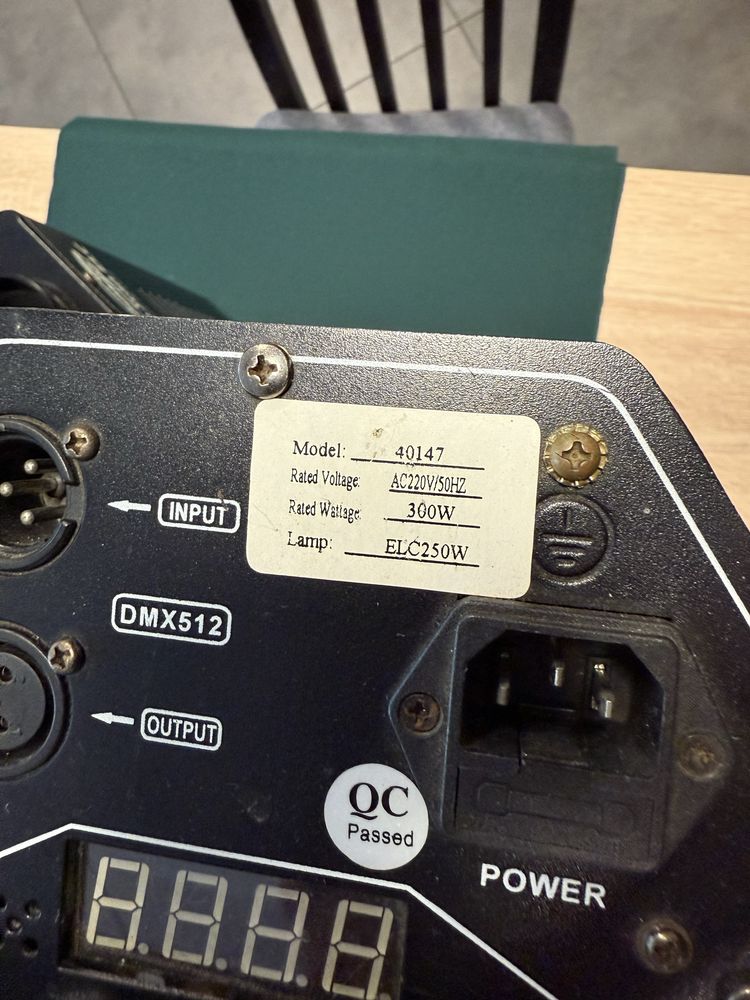 Model: 40147
Rated Voltage: AC220V/50HZ
Rated Wattage: 300W
Lamp: ELC250W
INPUT
DMX512
OUTPUT
QC
Passed
POWER